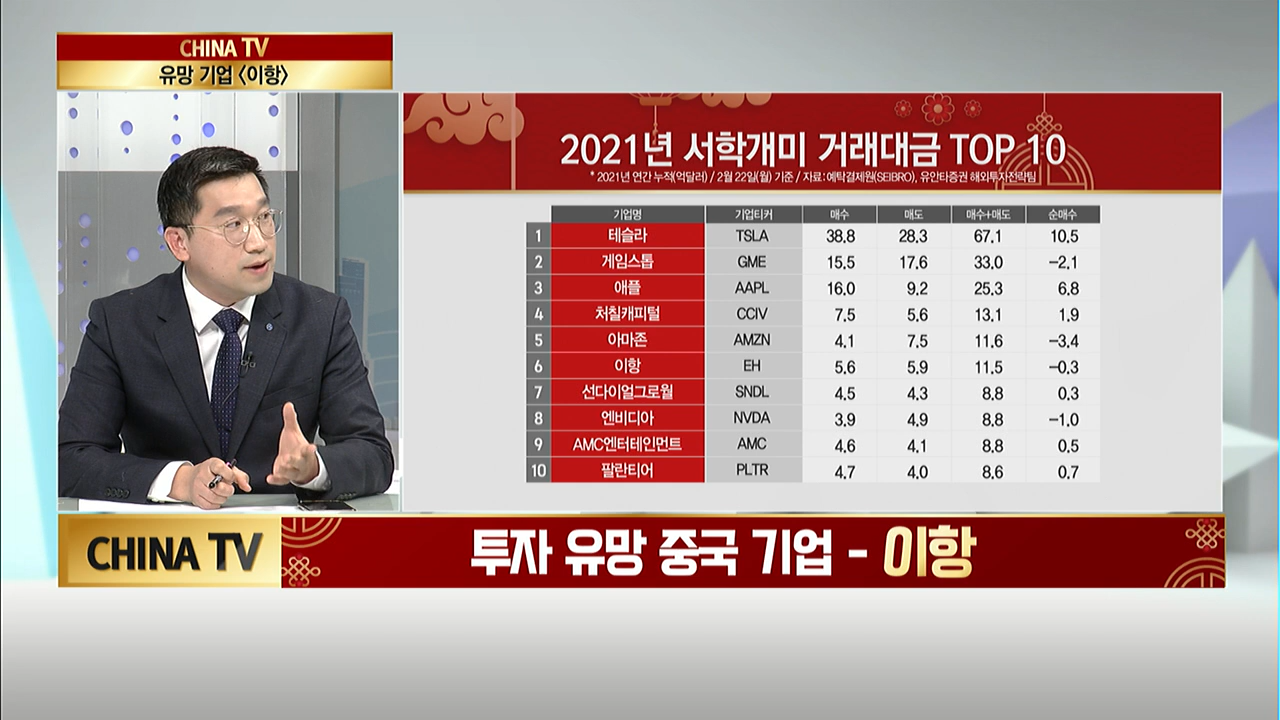 CHINA TV
유망 기업 <이항>
2021년 서학개미 거래대금 TOP 10
* 2021년 연간 누적(억달러) / 2월 22일(월) 기준 / 자료: 예탁결제원(SEIBRO), 유안타증권 해외투자전략팀
기업명 기업티커 매수 매도 매수+매도 순매수
1 테슬라 TSLA 38.8 28.3 67.1 10.5
2 게임스톱 GME 15.5 17.6 33.0 -2.1
3 애플 AAPL 16.0 9.2 25.3 6.8
4 처칠캐피털 CCIV 7.5 5.6 13.1 1.9
5 아마존 AMZN 4.1 7.5 11.6 -3.4
6 이항 EH 5.6 5.9 11.5 -0.3
7 선다이얼그로월 SNDL 4.5 4.3 8.8 0.3
8 엔비디아 NVDA 3.9 4.9 8.8 -1.0
9 AMC엔터테인먼트 AMC 4.6 4.1 8.8 0.5
10 팔란티어 PLTR 4.7 4.0 8.6 0.7
CHINA TV
투자 유망 중국 기업 - 이항